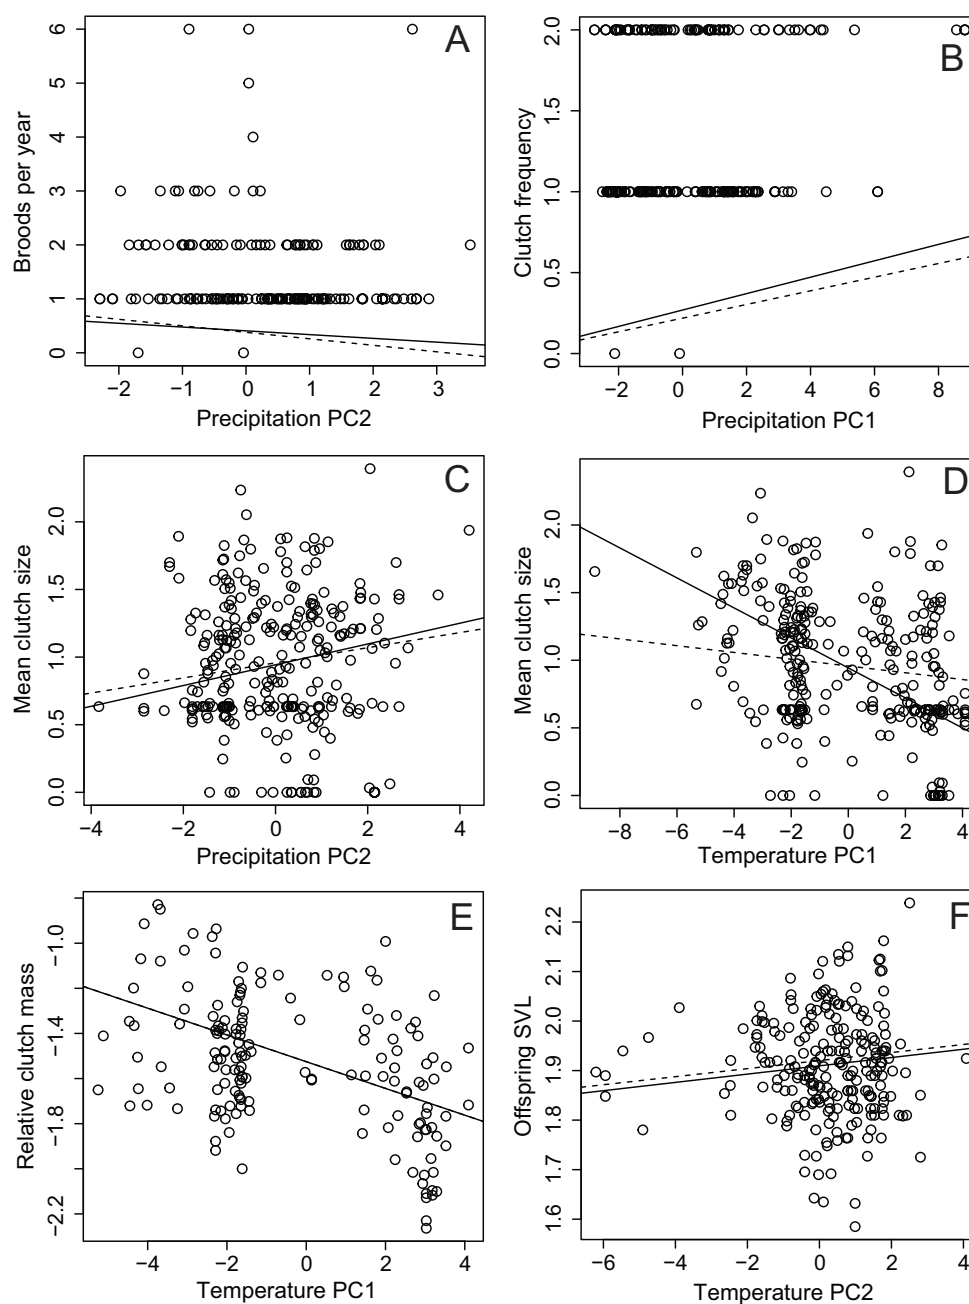 A
Broods per year
6
5
4
3
2
1
0
−2 −1 0 1 2 3
Precipitation PC2
B
Clutch frequency
2.0
1.5
1.0
0.5
0.0
−2 0 2 4 6 8
Precipitation PC1
C
Mean clutch size
2.0
1.5
1.0
0.5
0.0
−4 −2 0 2 4
Precipitation PC2
D
Mean clutch size
2.0
1.5
1.0
0.5
0.0
−8 −6 −4 −2 0 2 4
Temperature PC1
E
Relative clutch mass
−1.0
−1.4
−1.8
−2.2
−4 −2 0 2 4
Temperature PC1
F
Offspring SVL
2.2
2.1
2.0
1.9
1.8
1.7
1.6
−6 −4 −2 0 2 4
Temperature PC2